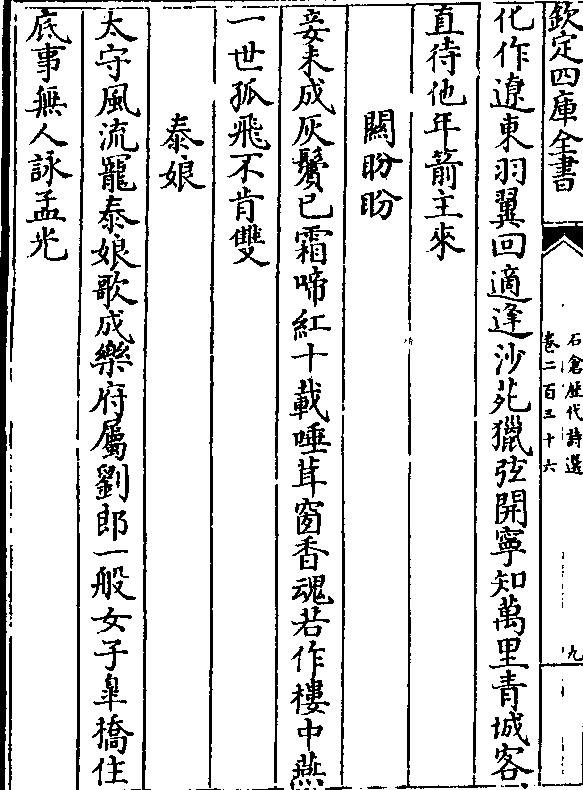 欽定四庫全書
石倉歷代詩選
卷二百三十六
九
化作遼東羽翼回適逢沙苑獵弦開寧知萬里青城客
直待他年箭主來
關盼盼
妾未成灰鬢已霜啼紅十載唾茸窗香魂若作樓中燕
一世孤飛不肯雙
泰娘
太守風流寵泰娘歌成樂府屬劉郎一般女子臯橋住
底事無人詠孟光